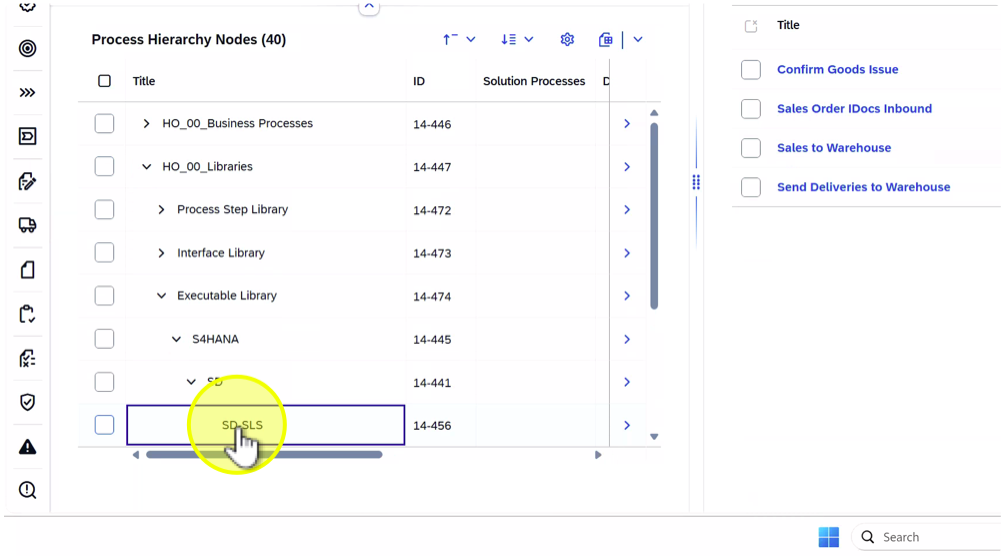 Process Hierarchy Nodes (40)
Title ID Solution Processes D
HO_00_Business Processes 14-446
HO_00_Libraries 14-447
Process Step Library 14-472
Interface Library 14-473
Executable Library 14-474
S4HANA 14-445
SD 14-441
SD-SLS 14-456
Title
Confirm Goods Issue
Sales Order IDocs Inbound
Sales to Warehouse
Send Deliveries to Warehouse
Search